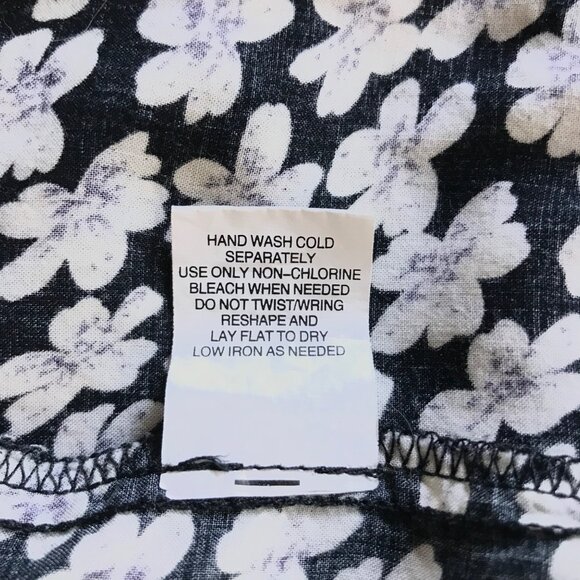 HAND WASH COLD
SEPARATELY
USE ONLY NON-CHLORINE
BLEACH WHEN NEEDED
DO NOT TWIST/WRING
RESHAPE AND
LAY FLAT TO DRY
LOW IRON AS NEEDED